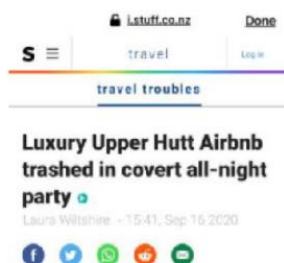 i.stuff.co.nz Done
S travel Log in
travel troubles
Luxury Upper Hutt Airbnb
trashed in covert all-night
party
Laura Wiltshire - 15:41, Sep 16 2020